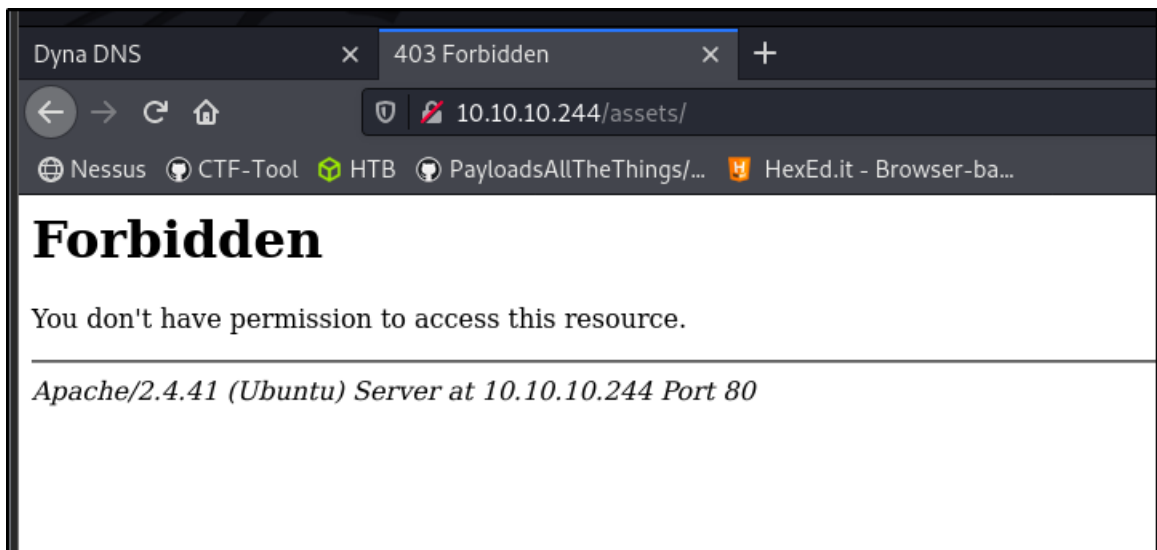 Dyna DNS × 403 Forbidden × +
10.10.10.244/assets/
Nessus CTF-Tool HTB PayloadsAllTheThings/... HexEd.it - Browser-ba...
Forbidden
You don't have permission to access this resource.
Apache/2.4.41 (Ubuntu) Server at 10.10.10.244 Port 80